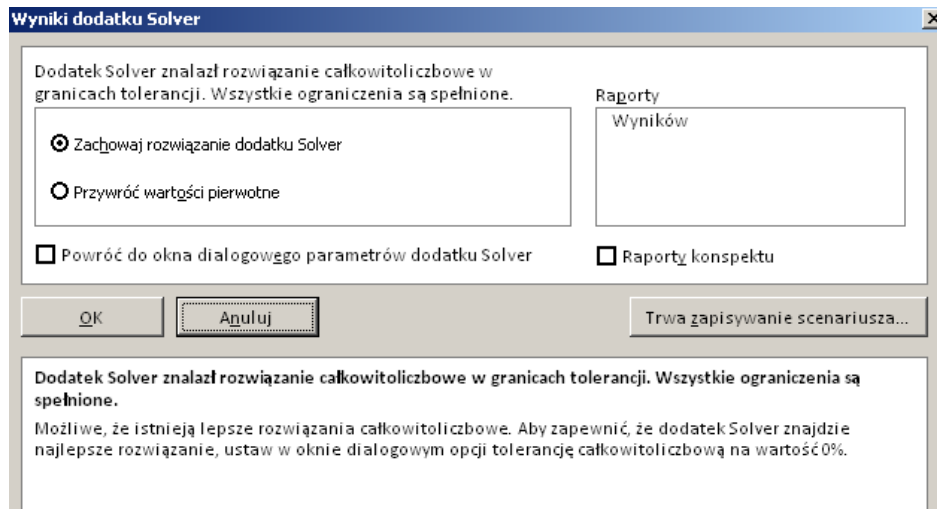 Wyniki dodatku Solver
Dodatek Solver znalazł rozwiązanie całkowitoliczbowe w
granicach tolerancji. Wszystkie ograniczenia są spełnione.
Zachowaj rozwiązanie dodatku Solver
Przywróć wartości pierwotne
Raporty
Wyników
Powróć do okna dialogowego parametrów dodatku Solver
Raporty konspektu
OK
Anuluj
Trwa zapisywanie scenariusza...
Dodatek Solver znalazł rozwiązanie całkowitoliczbowe w granicach tolerancji. Wszystkie ograniczenia są
spełnione.
Możliwe, że istnieją lepsze rozwiązania całkowitoliczbowe. Aby zapewnić, że dodatek Solver znajdzie
najlepsze rozwiązanie, ustaw w oknie dialogowym opcji tolerancję całkowitoliczbową na wartość 0%.